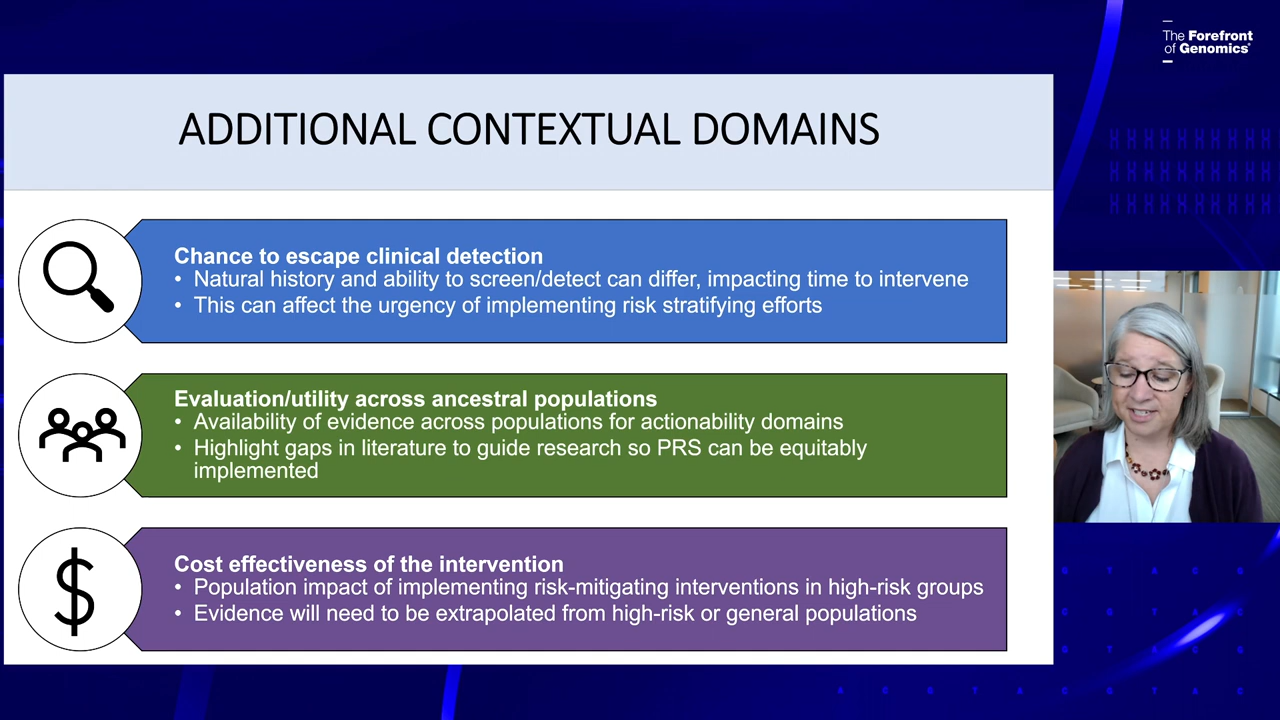 The Forefront
of Genomics®
ADDITIONAL CONTEXTUAL DOMAINS
Chance to escape clinical detection
• Natural history and ability to screen/detect can differ, impacting time to intervene
• This can affect the urgency of implementing risk stratifying efforts
Evaluation/utility across ancestral populations
• Availability of evidence across populations for actionability domains
• Highlight gaps in literature to guide research so PRS can be equitably
implemented
$
Cost effectiveness of the intervention
• Population impact of implementing risk-mitigating interventions in high-risk groups
• Evidence will need to be extrapolated from high-risk or general populations